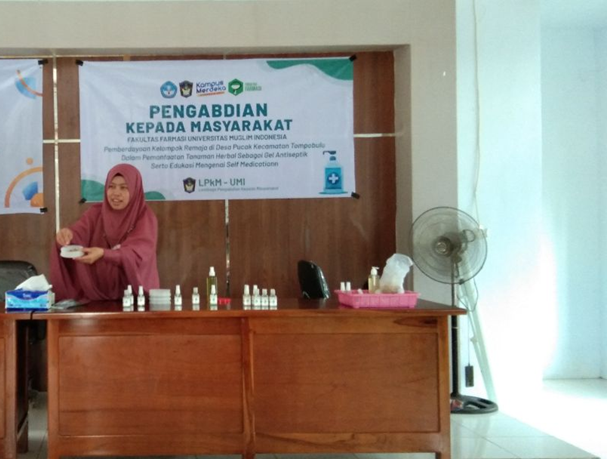 Kampus
Merdeka
PENGABDIAN
KEPADA MASYARAKAT
FAKULTAS FARMASI UNIVERSITAS MUSLIM INDONESIA
Pemberdayaan Kelompok Remaja di Desa Pucak Kecamatan Tompobulu
Dalam Pemanfaatan Tanaman Herbal Sebagai Gel Antiseptik
Serta Edukasi Mengenai Self Medicationn
LPkM - UMI